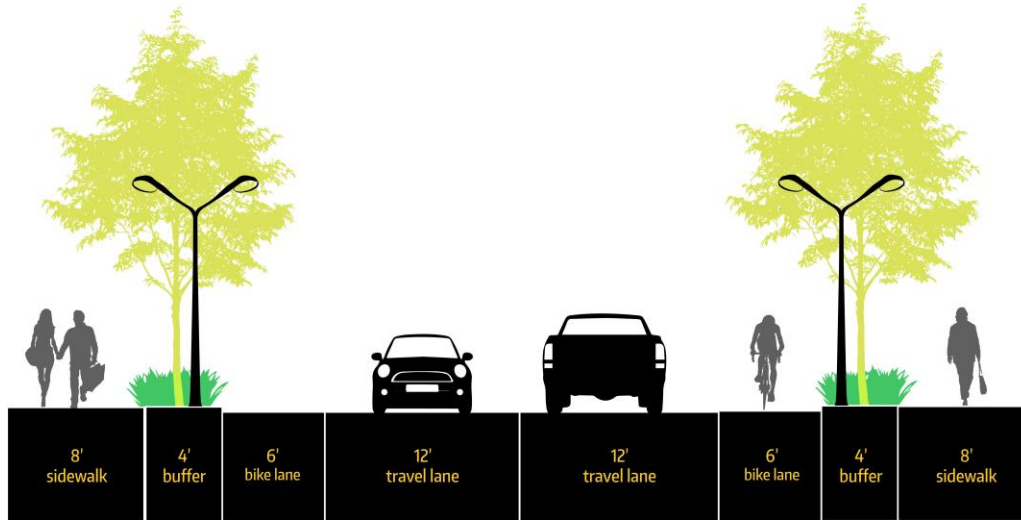 8'
sidewalk
4'
buffer
6'
bike lane
12'
travel lane
12'
travel lane
6'
bike lane
4'
buffer
8'
sidewalk